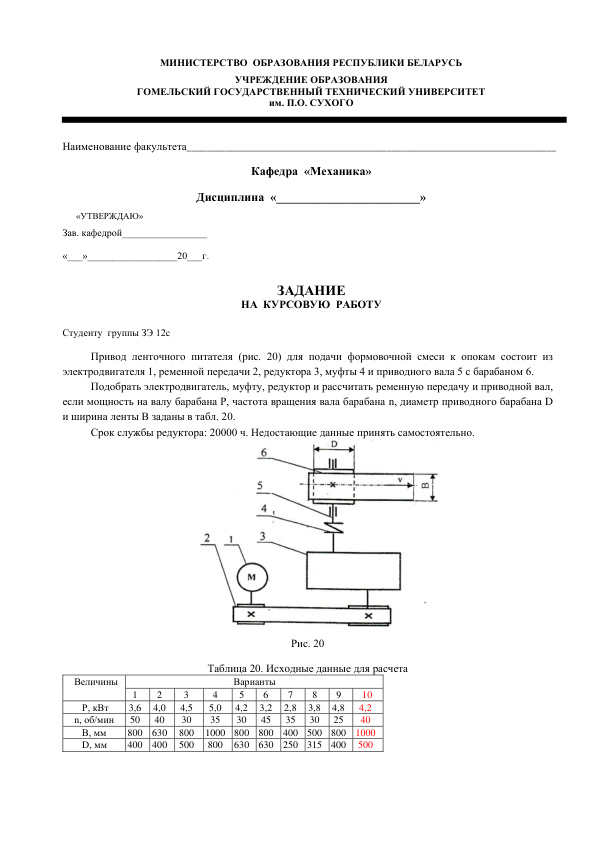 МИНИСТЕРСТВО ОБРАЗОВАНИЯ РЕСПУБЛИКИ БЕЛАРУСЬ
УЧРЕЖДЕНИЕ ОБРАЗОВАНИЯ
ГОМЕЛЬСКИЙ ГОСУДАРСТВЕННЫЙ ТЕХНИЧЕСКИЙ УНИВЕРСИТЕТ
им. П.О. СУХОГО
Наименование факультета____________________
Кафедра «Механика»
Дисциплина «________________________»
«УТВЕРЖДАЮ»
Зав. кафедрой_________________
«___»__________________20___г.
ЗАДАНИЕ
НА КУРСОВУЮ РАБОТУ
Студенту группы ЗЭ 12с
Привод ленточного питателя (рис. 20) для подачи формовочной смеси к опокам состоит из
электродвигателя 1, ременной передачи 2, редуктора 3, муфты 4 и приводного вала 5 с барабаном 6.
Подобрать электродвигатель, муфту, редуктор и рассчитать ременную передачу и приводной вал,
если мощность на валу барабана P, частота вращения вала барабана n, диаметр приводного барабана D
и ширина ленты B заданы в табл. 20.
Срок службы редуктора: 20000 ч. Недостающие данные принять самостоятельно.
D
6
v
B
5
4
3
2 1
М
Рис. 20
Таблица 20. Исходные данные для расчета
Величины Варианты
1 2 3 4 5 6 7 8 9 10
P, кВт 3,6 4,0 4,5 5,0 4,2 3,2 2,8 3,8 4,8 4,2
n, об/мин 50 40 30 35 30 45 35 30 25 40
B, мм 800 630 800 1000 800 800 400 500 800 1000
D, мм 400 400 500 800 630 630 250 315 400 500